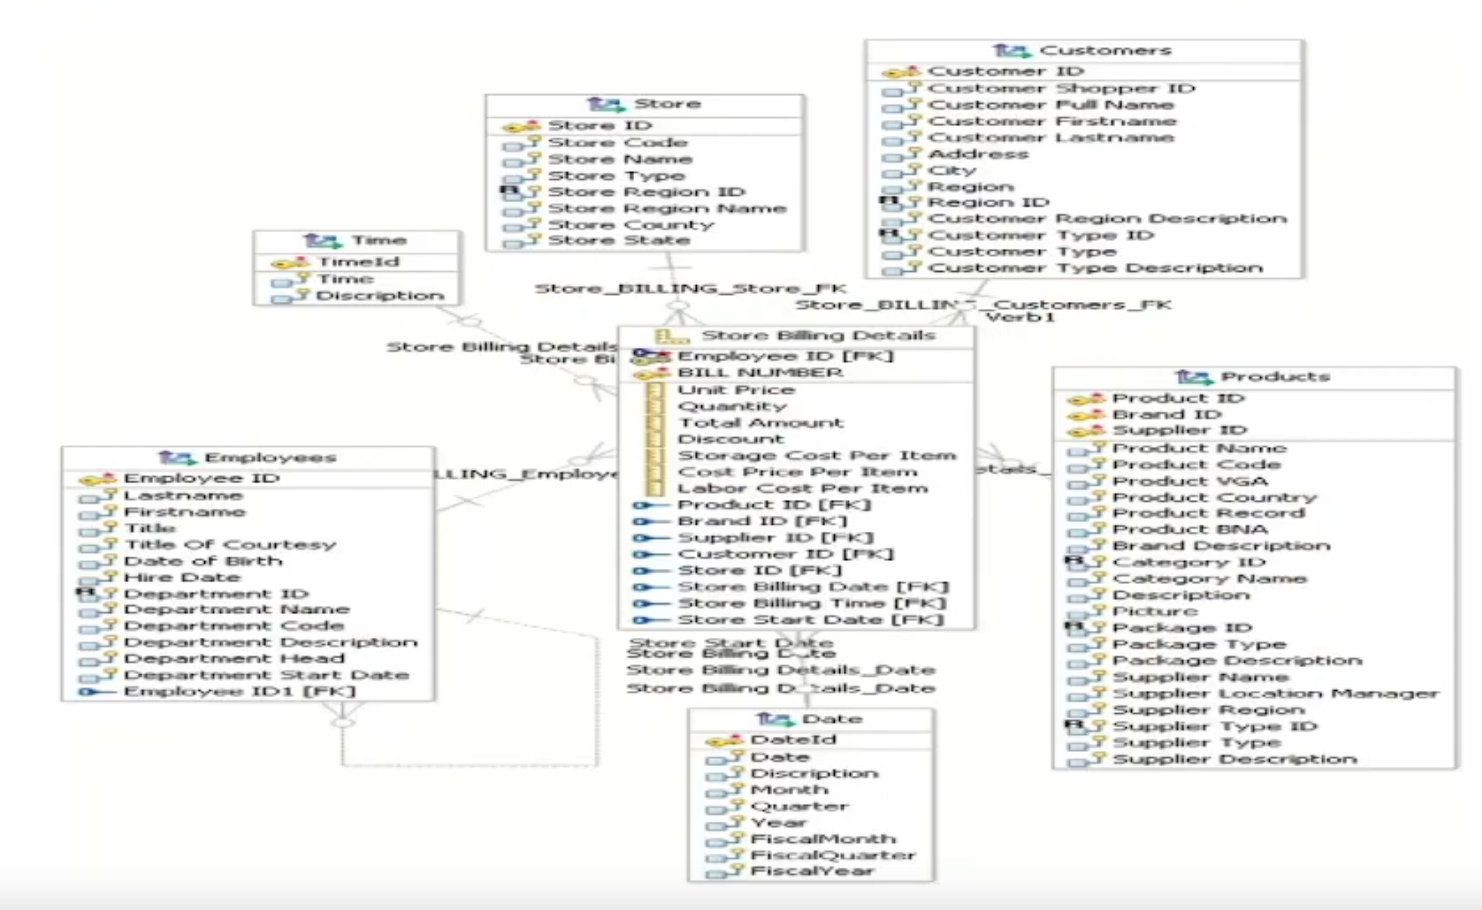 Customers
Customer ID
Customer Shopper ID
Customer Full Name
Customer Firstname
Customer Lastname
Address
City
Region
Region ID
Customer Region Description
Customer Type ID
Customer Type
Customer Type Description
Store
Store ID
Store Code
Store Name
Store Type
Store Region ID
Store Region Name
Store County
Store State
Time
TimeId
Time
Discription
Store_BILLING_Store_FK
Store_BILLING_Customers_FK
Verb1
Store Billing Details
Store Bi
Store Billing Details
Employee ID [FK]
BILL NUMBER
Unit Price
Quantity
Total Amount
Discount
Storage Cost Per Item
Cost Price Per Item
Labor Cost Per Item
Product ID [FK]
Brand ID [FK]
Supplier ID [FK]
Customer ID [FK]
Store ID [FK]
Store Billing Date [FK]
Store Billing Time [FK]
Store Start Date [FK]
Products
Product ID
Brand ID
Supplier ID
Product Name
Product Code
Product VGA
Product Country
Product Record
Product BNA
Brand Description
Category ID
Category Name
Description
Picture
Package ID
Package Type
Package Description
Supplier Name
Supplier Location Manager
Supplier Region
Supplier Type ID
Supplier Type
Supplier Description
Employees
Employee ID
Lastname
Firstname
Title
Title Of Courtesy
Date of Birth
Hire Date
Department ID
Department Name
Department Code
Department Description
Department Head
Department Start Date
Employee ID1 [FK]
LLING_Employe
etails_
Store Start Date
Store Billing Date
Store Billing Details_Date
Store Billing Details_Date
Date
DateId
Date
Discription
Month
Quarter
Year
FiscalMonth
FiscalQuarter
FiscalYear